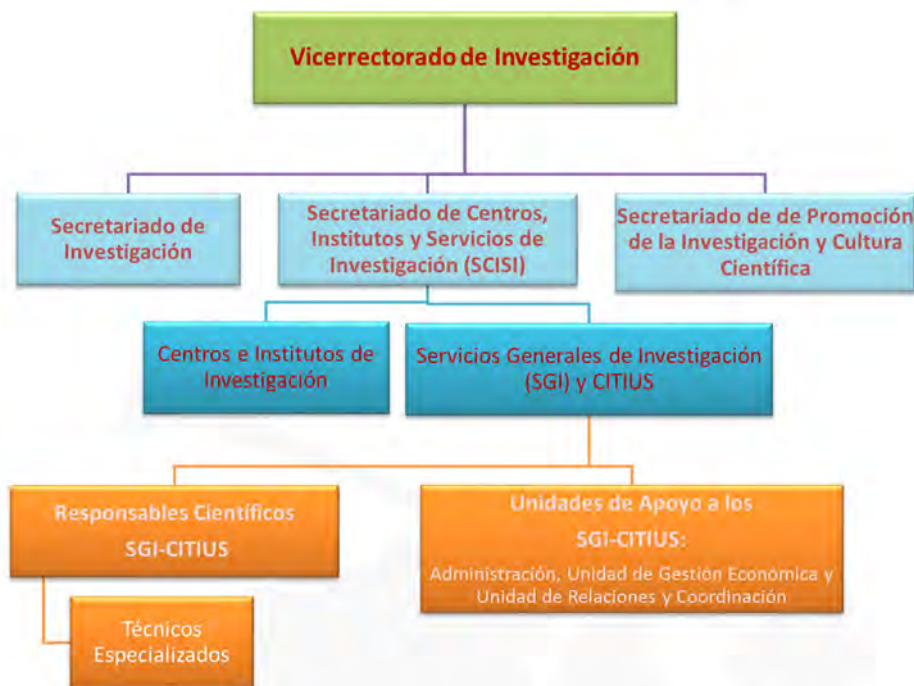 Vicerrectorado de Investigación
Secretariado de
Investigación
Secretariado de Centros,
Institutos y Servicios de
Investigación (SCISI)
Secretariado de de Promoción
de la Investigación y Cultura
Científica
Centros e Institutos de
Investigación
Servicios Generales de Investigación
(SGI) y CITIUS
Responsables Científicos
SGI-CITIUS
Unidades de Apoyo a los
SGI-CITIUS:
Administración, Unidad de Gestión Económica y
Unidad de Relaciones y Coordinación
Técnicos
Especializados